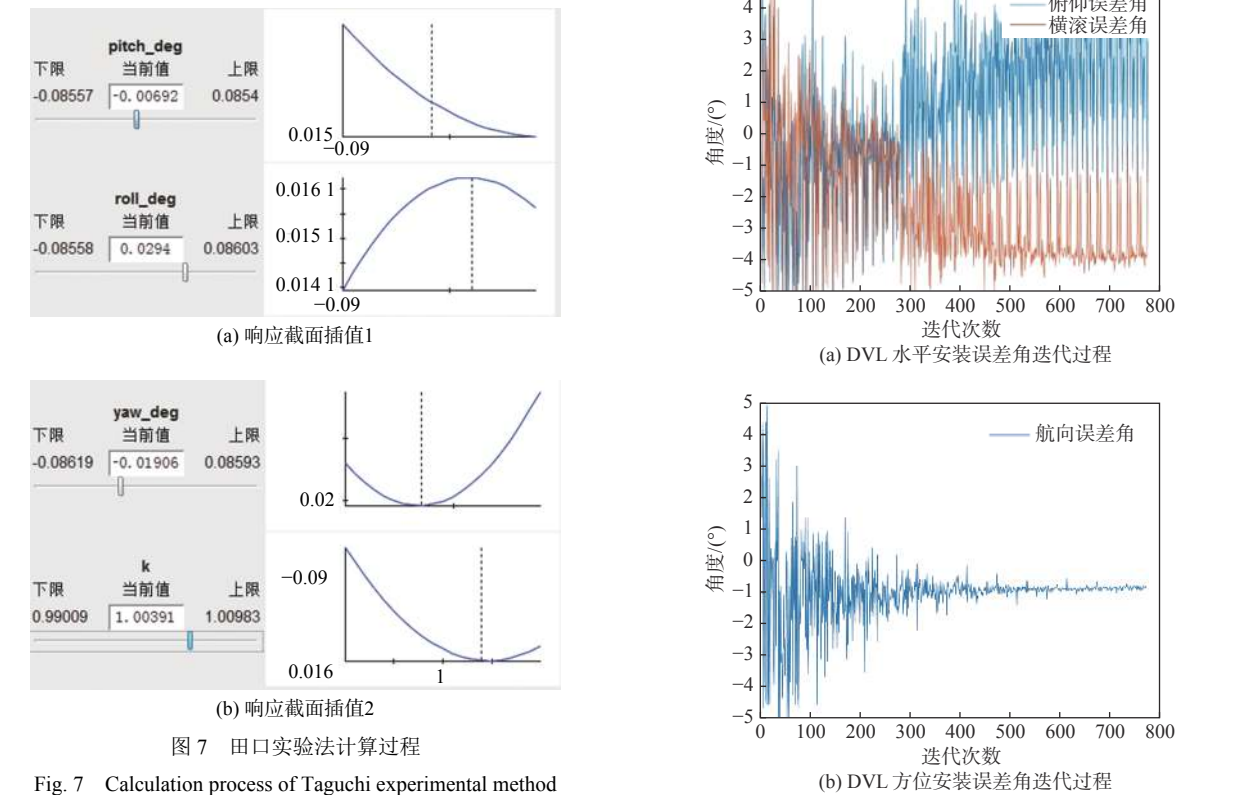 pitch_deg
下限 当前值 上限
-0.08557 -0.00692 0.0854
0.015
−0.09
roll_deg
下限 当前值 上限
-0.08558 0.0294 0.08603
0.016 1
0.015 1
0.014 1
−0.09
(a) 响应截面插值1
yaw_deg
下限 当前值 上限
-0.08619 -0.01906 0.08593
0.02
k
下限 当前值 上限
0.99009 1.00391 1.00983
−0.09
0.016
1
(b) 响应截面插值2
图 7 田口实验法计算过程
Fig. 7 Calculation process of Taguchi experimental method
俯仰误差角
横滚误差角
4
3
2
1
0
−1
−2
−3
−4
−5
角度/(°)
0 100 200 300 400 500 600 700 800
迭代次数
(a) DVL 水平安装误差角迭代过程
航向误差角
5
4
3
2
1
0
−1
−2
−3
−4
−5
角度/(°)
0 100 200 300 400 500 600 700 800
迭代次数
(b) DVL 方位安装误差角迭代过程